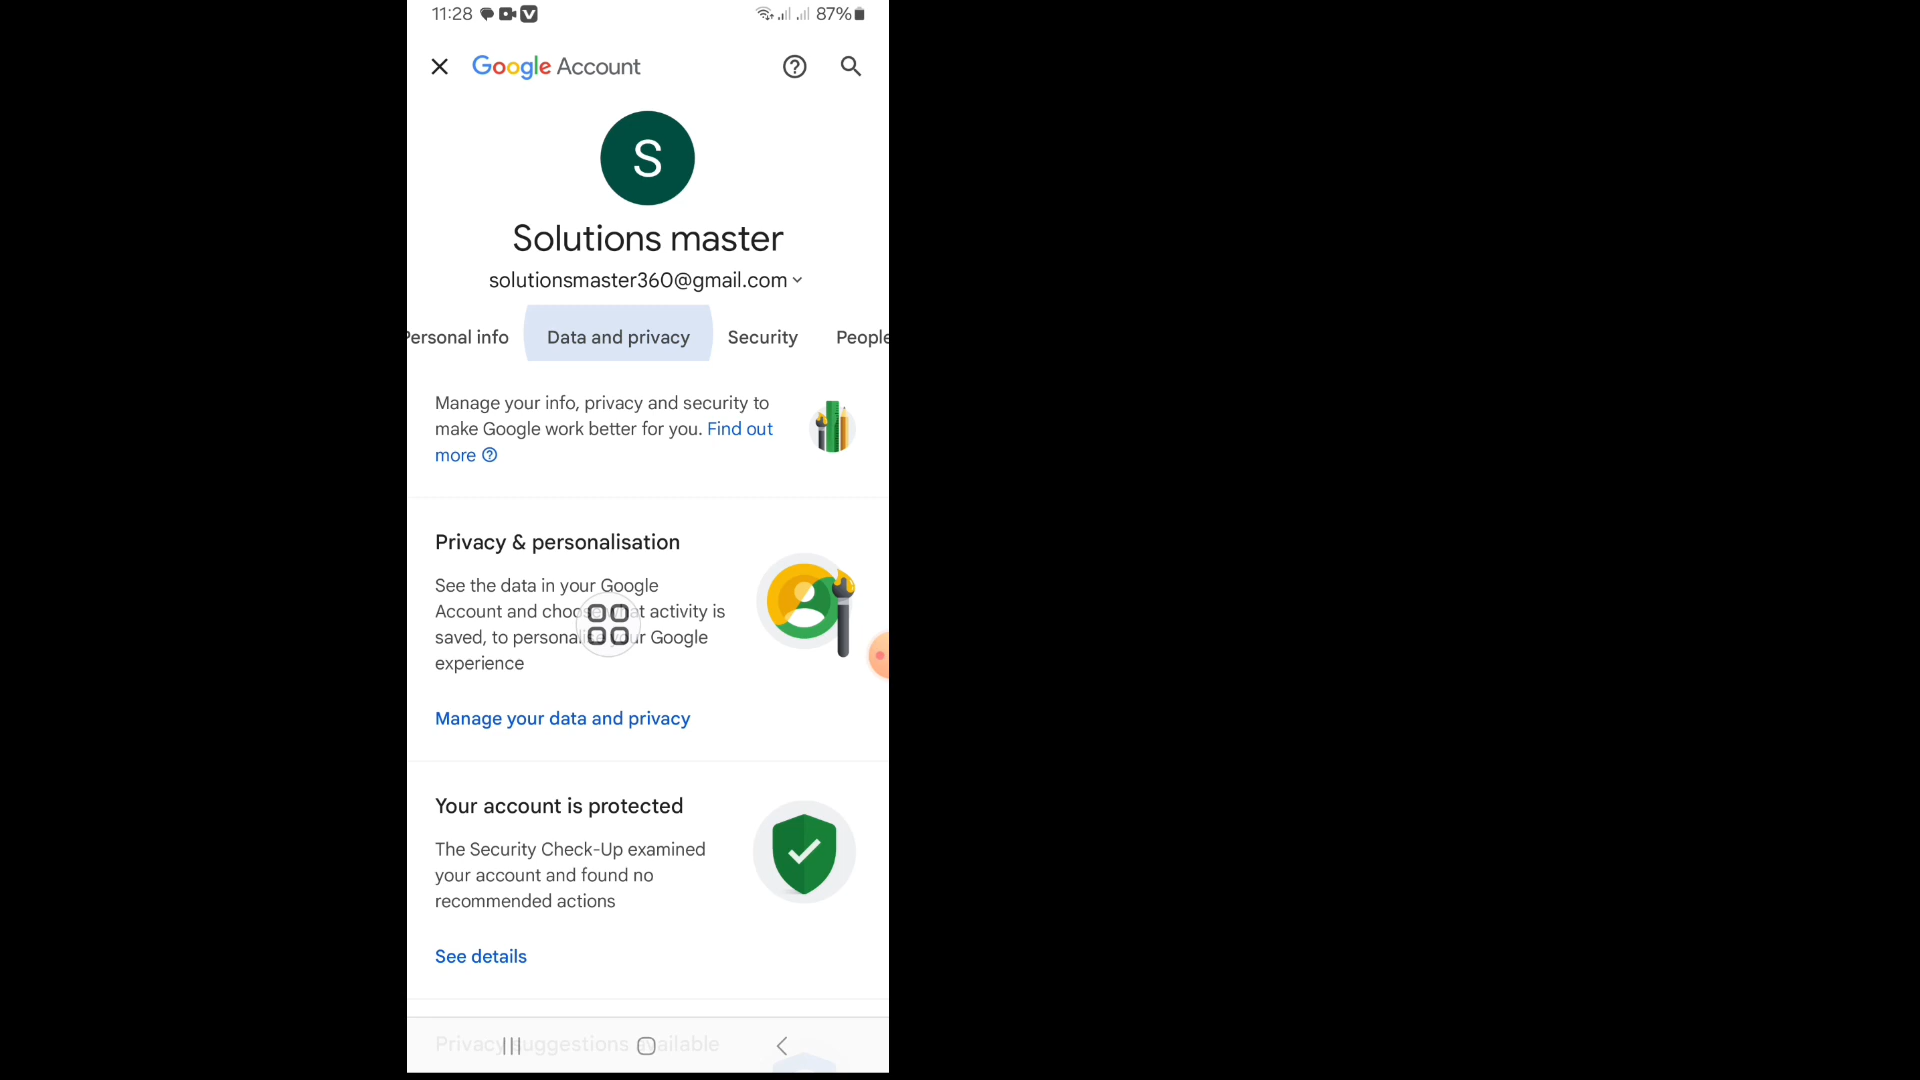 11:28
87%
Google Account
S
Solutions master
solutionsmaster360@gmail.com
Personal info Data and privacy Security People
Manage your info, privacy and security to
make Google work better for you. Find out
more
Privacy & personalisation
See the data in your Google
Account and choose what activity is
saved, to personalise your Google
experience
Manage your data and privacy
Your account is protected
The Security Check-Up examined
your account and found no
recommended actions
See details
Privacy suggestions available